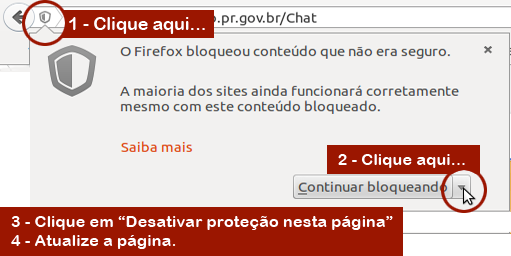 1 - Clique aqui...
o.pr.gov.br/Chat
O Firefox bloqueou conteúdo que não era seguro.
A maioria dos sites ainda funcionará corretamente
mesmo com este conteúdo bloqueado.
Saiba mais
2 - Clique aqui...
Continuar bloqueando
3 - Clique em “Desativar proteção nesta página”
4 - Atualize a página.